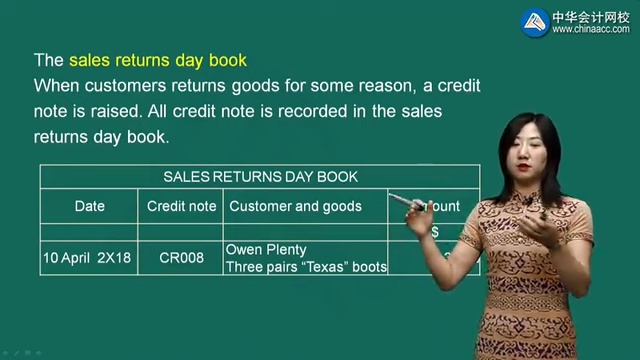 中华会计网校
www.chinaacc.com
The sales returns day book
When customers returns goods for some reason, a credit
note is raised. All credit note is recorded in the sales
returns day book.
SALES RETURNS DAY BOOK
Date Credit note Customer and goods
$
10 April 2X18 CR008 Owen Plenty
Three pairs “Texas” boots